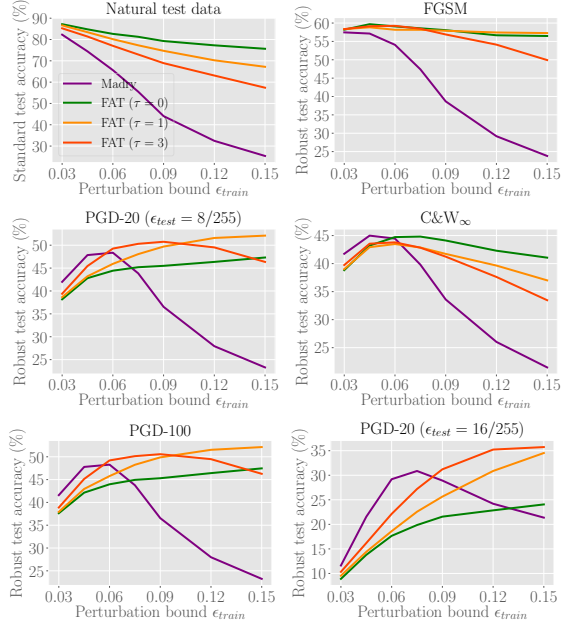 Natural test data
Standard test accuracy (%)
90
80
70
60
50
40
30
Madry
FAT (τ = 0)
FAT (τ = 1)
FAT (τ = 3)
0.03 0.06 0.09 0.12 0.15
Perturbation bound ϵtrain
FGSM
Robust test accuracy (%)
60
55
50
45
40
35
30
25
0.03 0.06 0.09 0.12 0.15
Perturbation bound ϵtrain
PGD-20 (ϵtest = 8/255)
Robust test accuracy (%)
50
45
40
35
30
25
0.03 0.06 0.09 0.12 0.15
Perturbation bound ϵtrain
C&W∞
Robust test accuracy (%)
45
40
35
30
25
0.03 0.06 0.09 0.12 0.15
Perturbation bound ϵtrain
PGD-100
Robust test accuracy (%)
50
45
40
35
30
25
0.03 0.06 0.09 0.12 0.15
Perturbation bound ϵtrain
PGD-20 (ϵtest = 16/255)
Robust test accuracy (%)
35
30
25
20
15
10
0.03 0.06 0.09 0.12 0.15
Perturbation bound ϵtrain